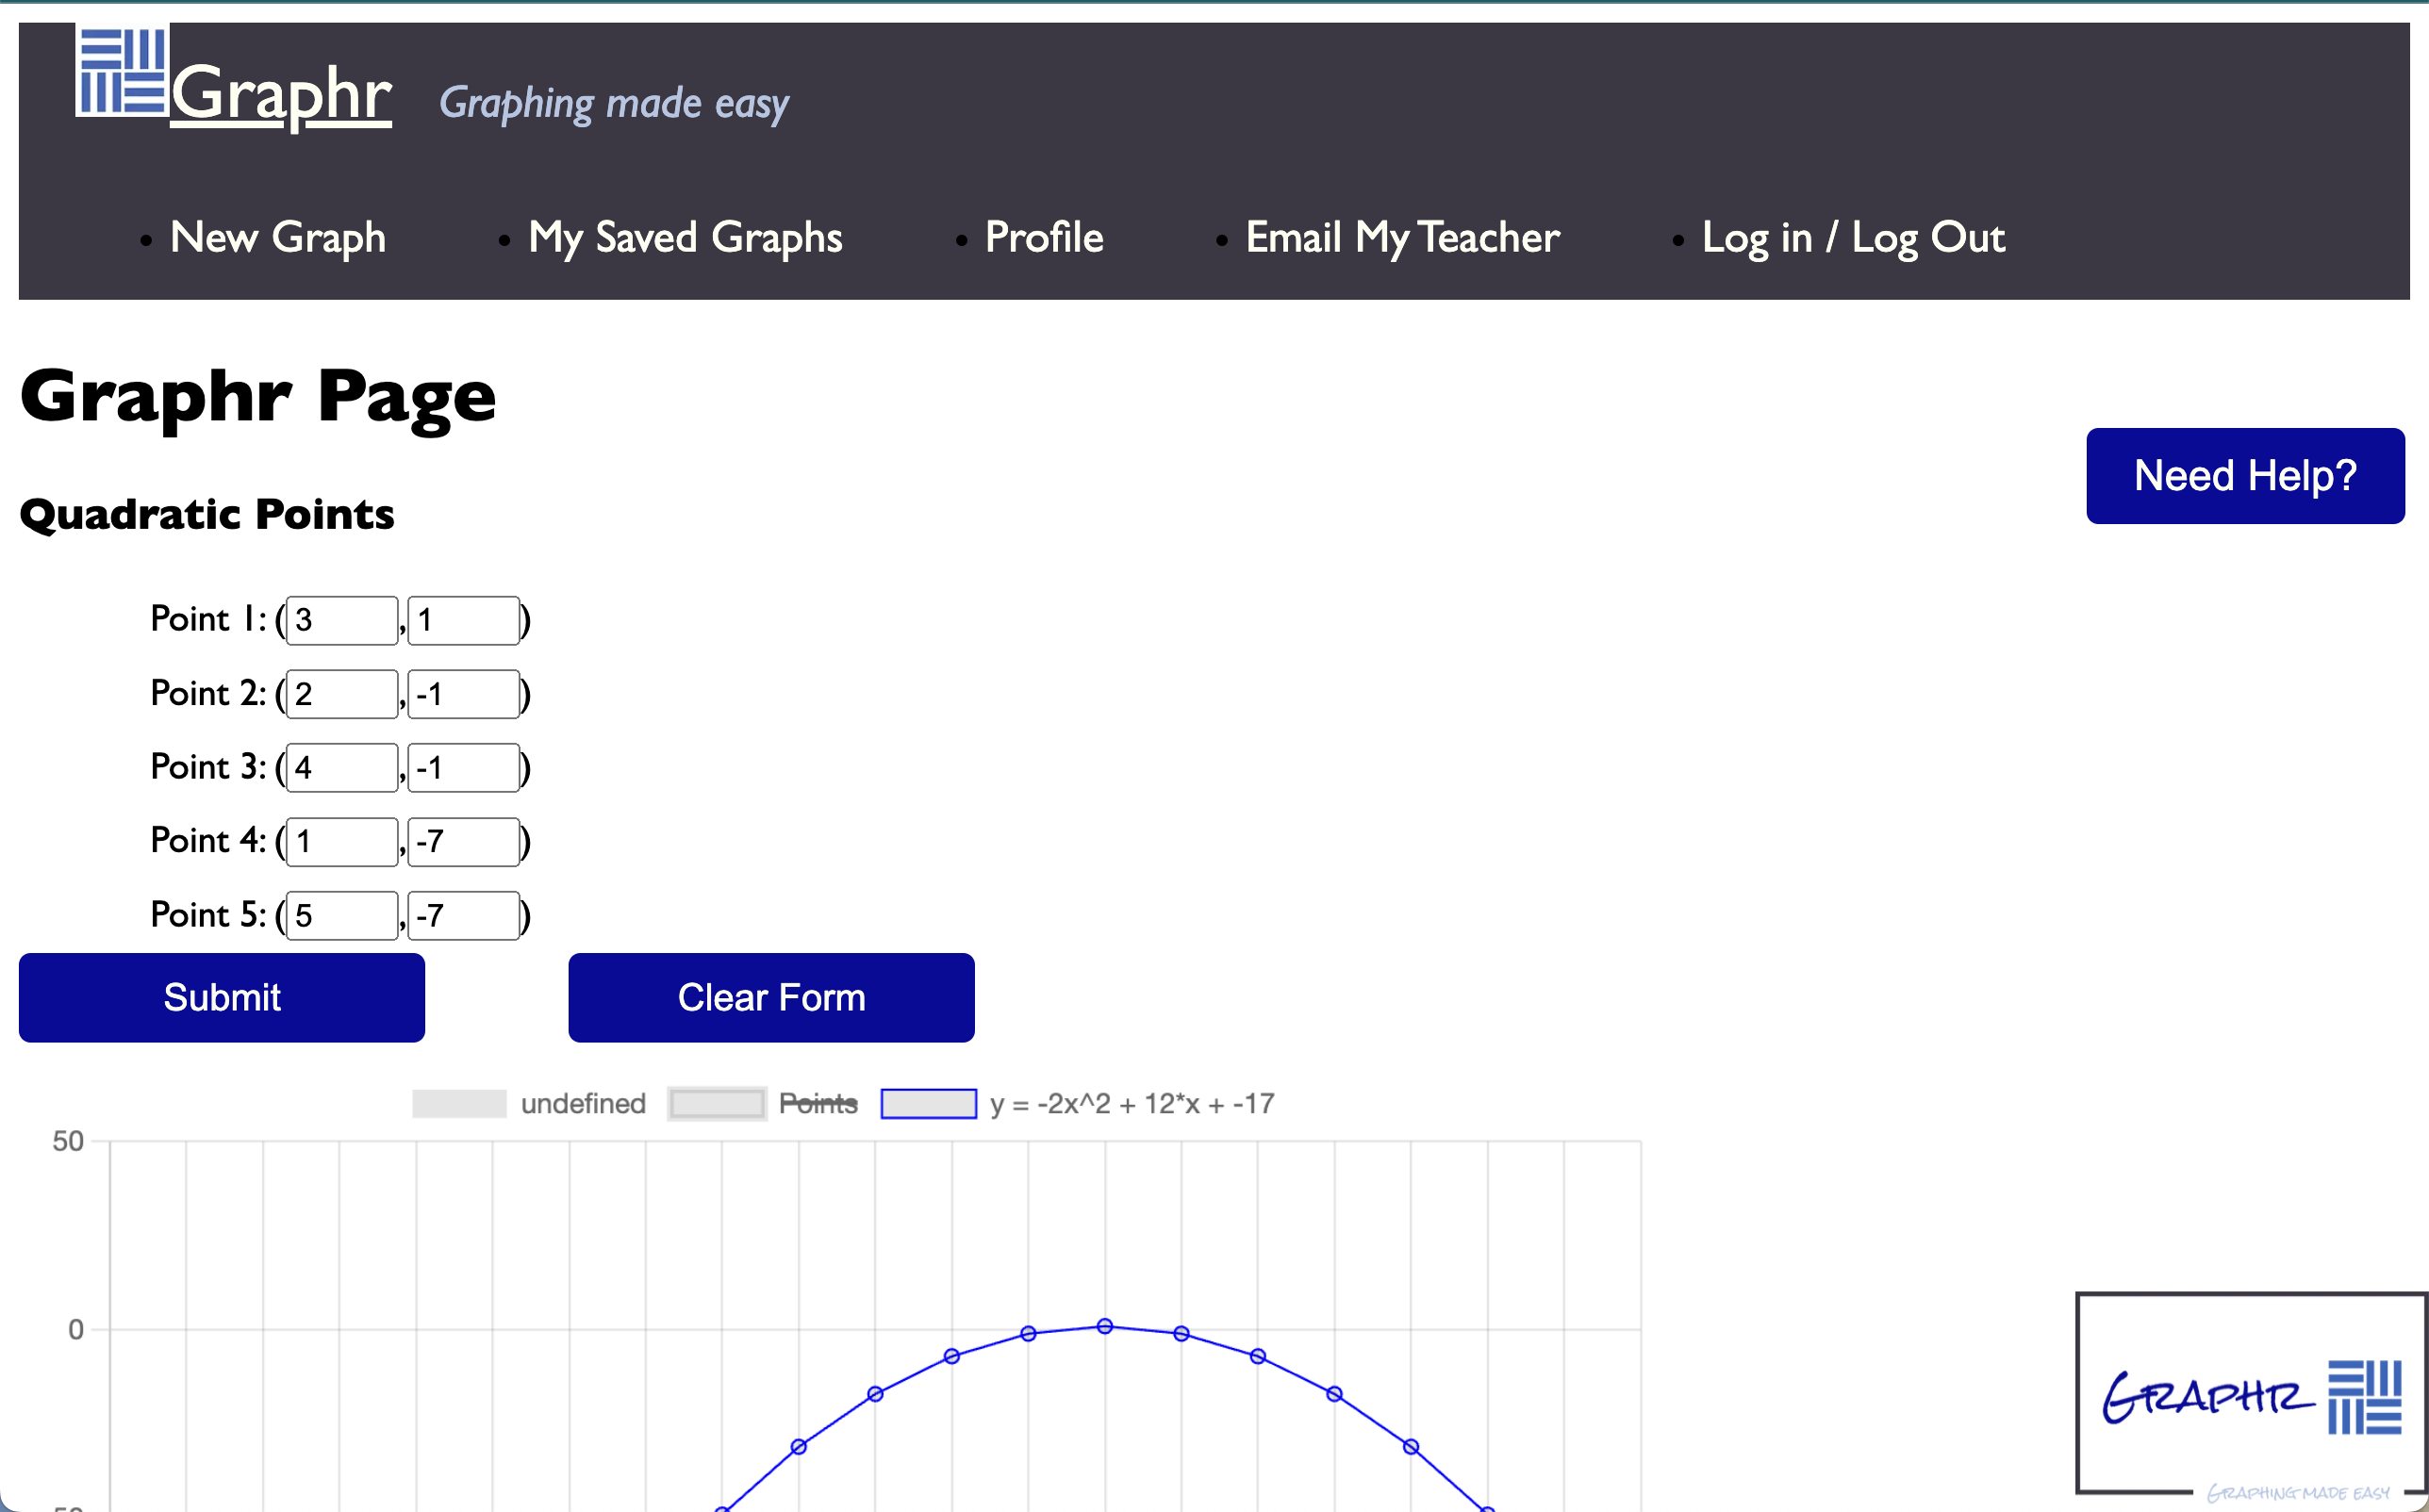 Graphr Graphing made easy
• New Graph • My Saved Graphs • Profile • Email My Teacher • Log in / Log Out
Graphr Page
Need Help?
Quadratic Points
Point 1: (3,1)
Point 2: (2,-1)
Point 3: (4,-1)
Point 4: (1,-7)
Point 5: (5,-7)
Submit Clear Form
undefined Points y = -2x^2 + 12*x + -17
50
0
GRAPHR
GRAPHING MADE EASY